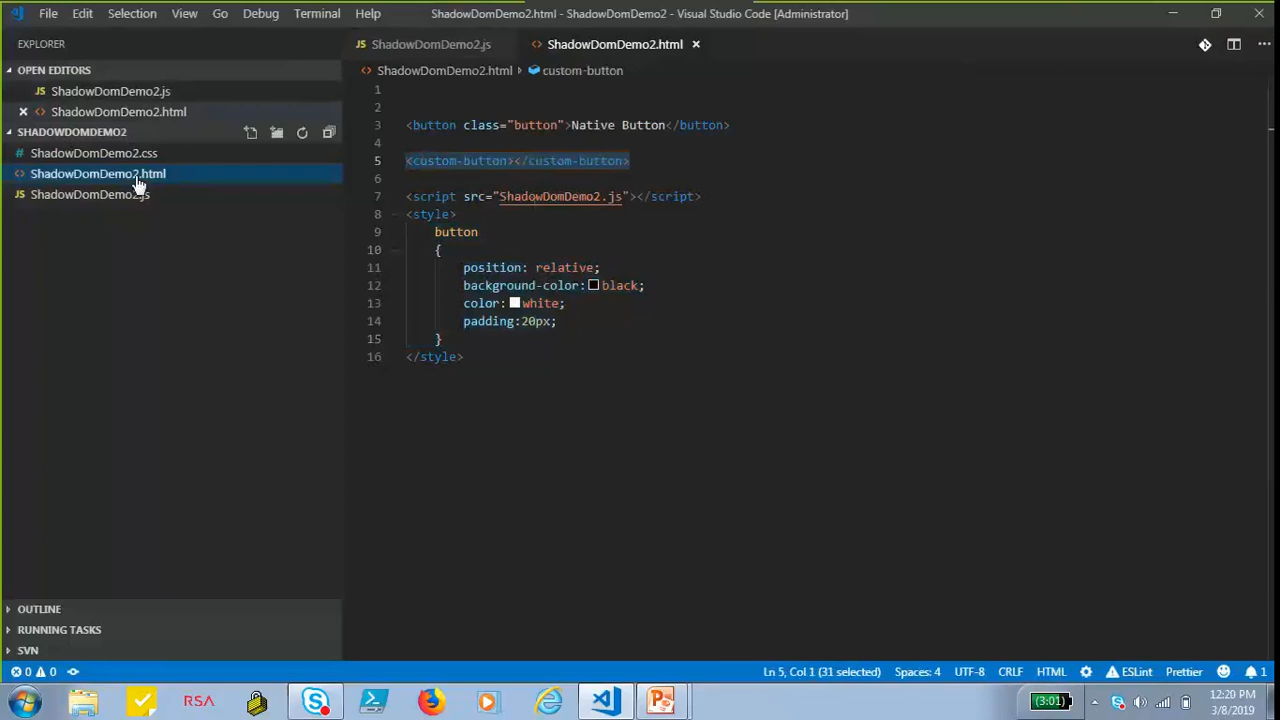 File Edit Selection View Go Debug Terminal Help ShadowDomDemo2.html - ShadowDomDemo2 - Visual Studio Code [Administrator]
EXPLORER
JS ShadowDomDemo2.js
<> ShadowDomDemo2.html ×
OPEN EDITORS
JS ShadowDomDemo2.js
× <> ShadowDomDemo2.html
SHADOWDOMDEMO2
# ShadowDomDemo2.css
<> ShadowDomDemo2.html
JS ShadowDomDemo2.js
<> ShadowDomDemo2.html › custom-button
1
2
3 <button class="button">Native Button</button>
4
5 <custom-button></custom-button>
6
7 <script src="ShadowDomDemo2.js"></script>
8 <style>
9 button
10 {
11 position: relative;
12 background-color: black;
13 color: white;
14 padding:20px;
15 }
16 </style>
OUTLINE
RUNNING TASKS
SVN
0 0 Ln 5, Col 1 (31 selected) Spaces: 4 UTF-8 CRLF HTML ESLint Prettier 1
RSA (3:01) 12:20 PM
3/8/2019